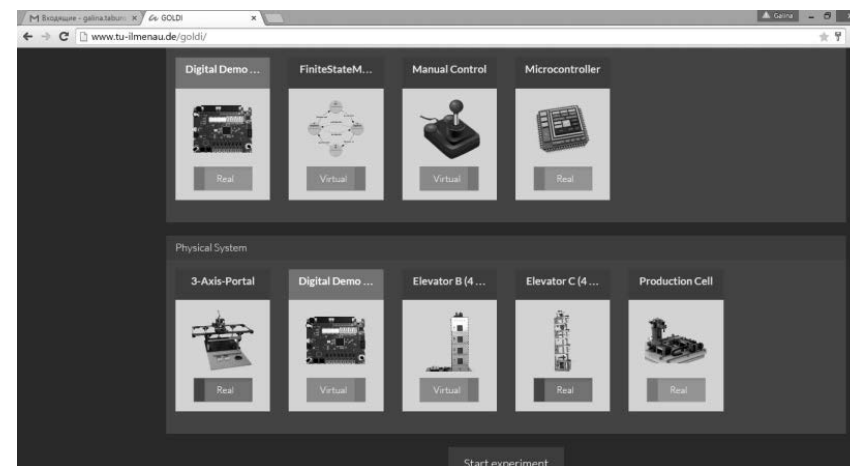 Входящие - galina.tabun
GOLDI
Galina
www.tu-ilmenau.de/goldi/
Digital Demo ...
FiniteStateM...
Manual Control
Microcontroller
Real
Virtual
Virtual
Real
Physical System
3-Axis-Portal
Digital Demo ...
Elevator B (4 ...
Elevator C (4 ...
Production Cell
Real
Virtual
Virtual
Real
Real
Start experiment